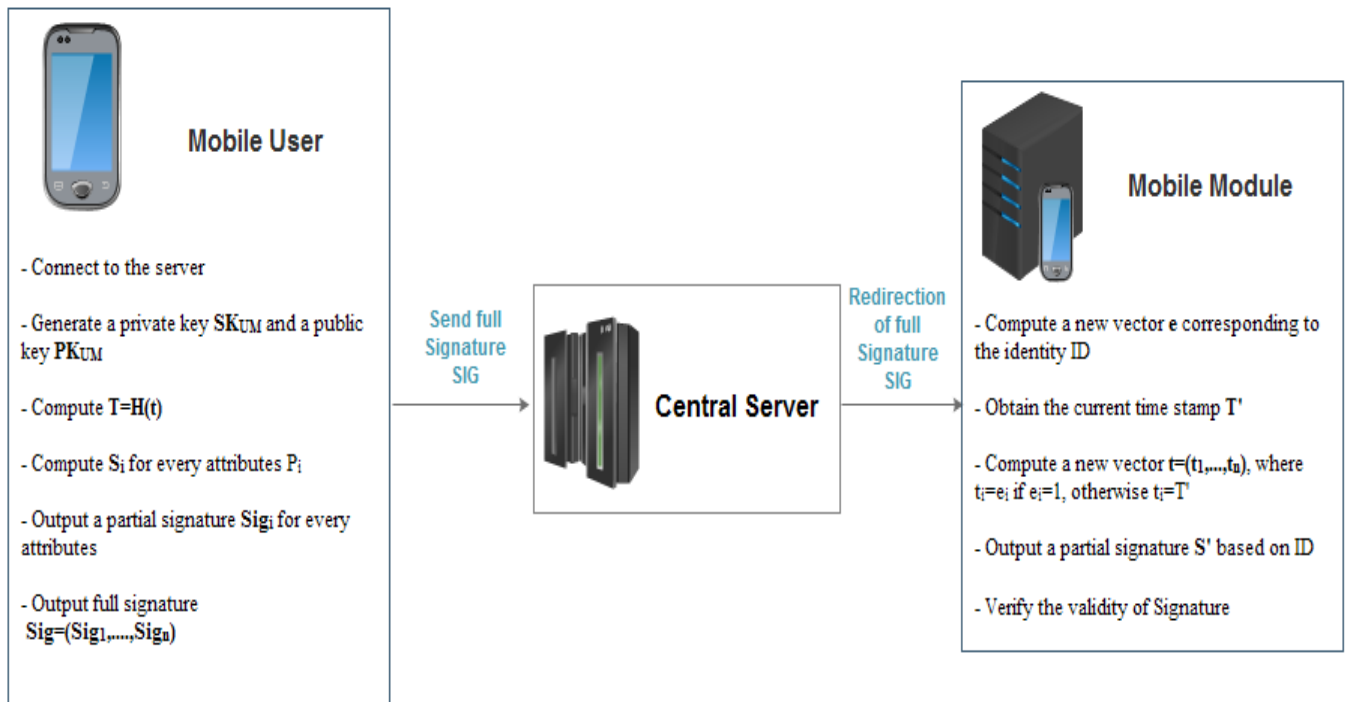 Mobile User
- Connect to the server
- Generate a private key SKUM and a public
key PKUM
- Compute T=H(t)
- Compute Si for every attributes Pi
- Output a partial signature Sigi for every
attributes
- Output full signature
Sig=(Sig1,....,Sign)
Send full
Signature
SIG
Central Server
Redirection
of full
Signature
SIG
Mobile Module
- Compute a new vector e corresponding to
the identity ID
- Obtain the current time stamp T'
- Compute a new vector t=(t1,...,tn), where
ti=ei if ei=1, otherwise ti=T'
- Output a partial signature S' based on ID
- Verify the validity of Signature